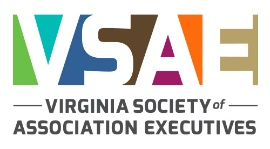 VSAE
VIRGINIA SOCIETY of
ASSOCIATION EXECUTIVES